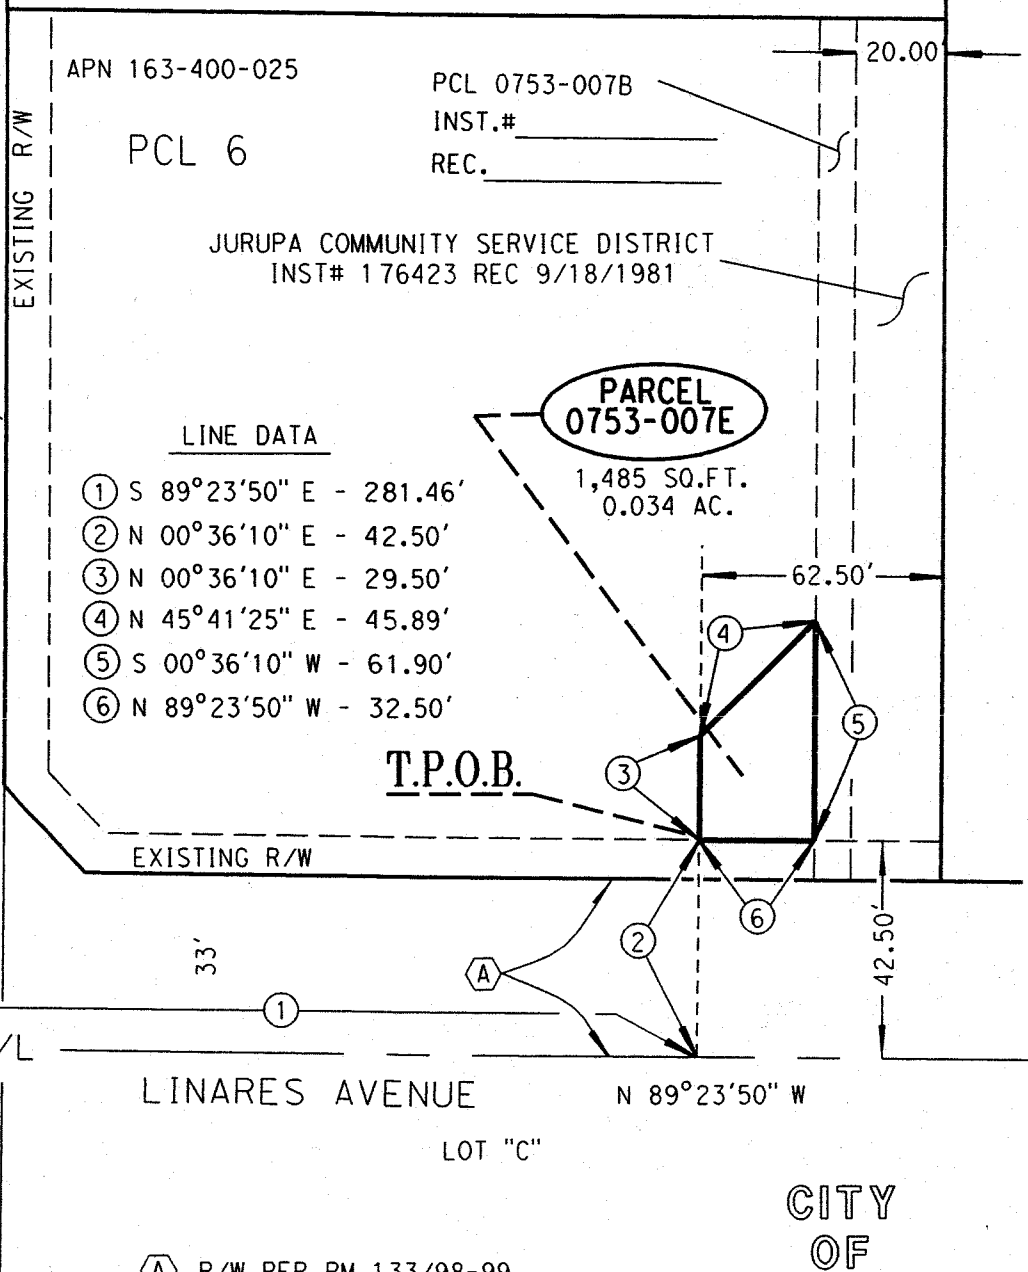 20.00'
APN 163-400-025
PCL 0753-007B
INST.#
REC.
PCL 6
EXISTING R/W
JURUPA COMMUNITY SERVICE DISTRICT
INST# 176423 REC 9/18/1981
PARCEL
0753-007E
1,485 SQ.FT.
0.034 AC.
LINE DATA
1 S 89°23'50" E - 281.46'
2 N 00°36'10" E - 42.50'
3 N 00°36'10" E - 29.50'
4 N 45°41'25" E - 45.89'
5 S 00°36'10" W - 61.90'
6 N 89°23'50" W - 32.50'
62.50'
4
5
3
T.P.O.B.
EXISTING R/W
6
2
42.50'
33'
A
1
/L
LINARES AVENUE
N 89°23'50" W
LOT "C"
CITY
OF
A R/W PER PM 133/98-99